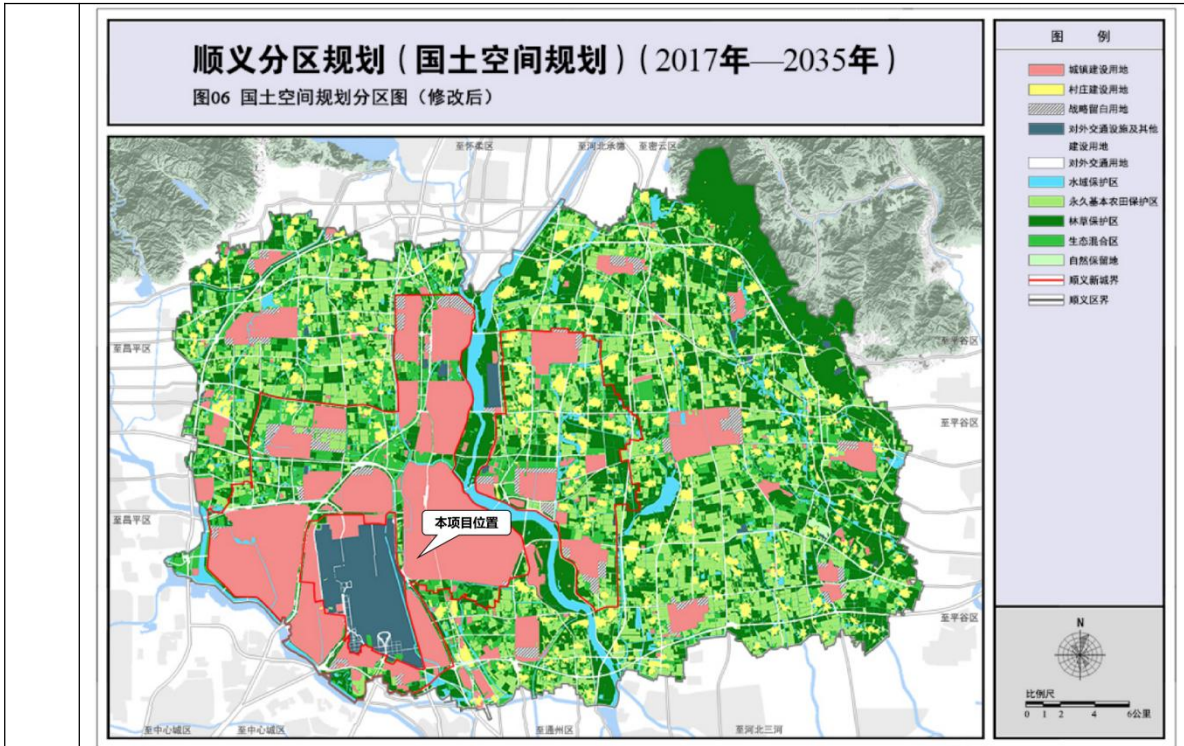 顺义分区规划（国土空间规划）（2017年—2035年）
图06 国土空间规划分区图（修改后）
图 例
城镇建设用地
村庄建设用地
战略留白用地
对外交通设施及其他
建设用地
对外交通用地
水域保护区
永久基本农田保护区
林草保护区
生态混合区
自然保留地
顺义新城界
顺义区界
至怀柔区
至河北承德
至密云区
至昌平区
至平谷区
至平谷区
至昌平区
本项目位置
至平谷区
至中心城区
至中心城区
至通州区
至河北三河
N
比例尺
0 1 2 4 6公里